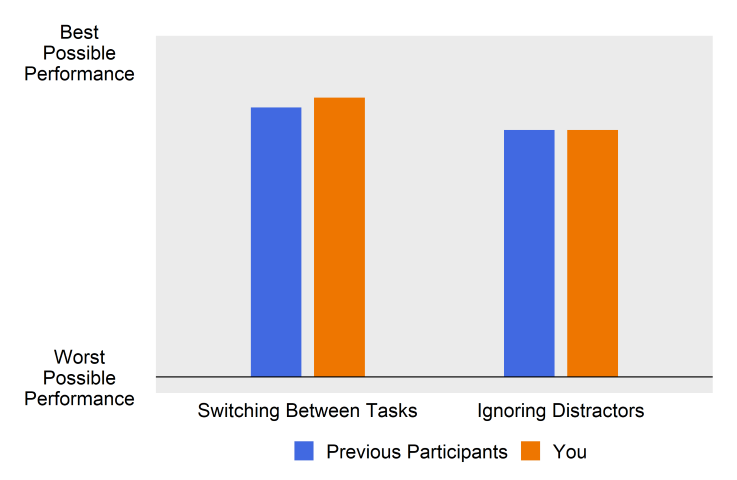 Best
Possible
Performance
Worst
Possible
Performance
Switching Between Tasks
Ignoring Distractors
Previous Participants
You